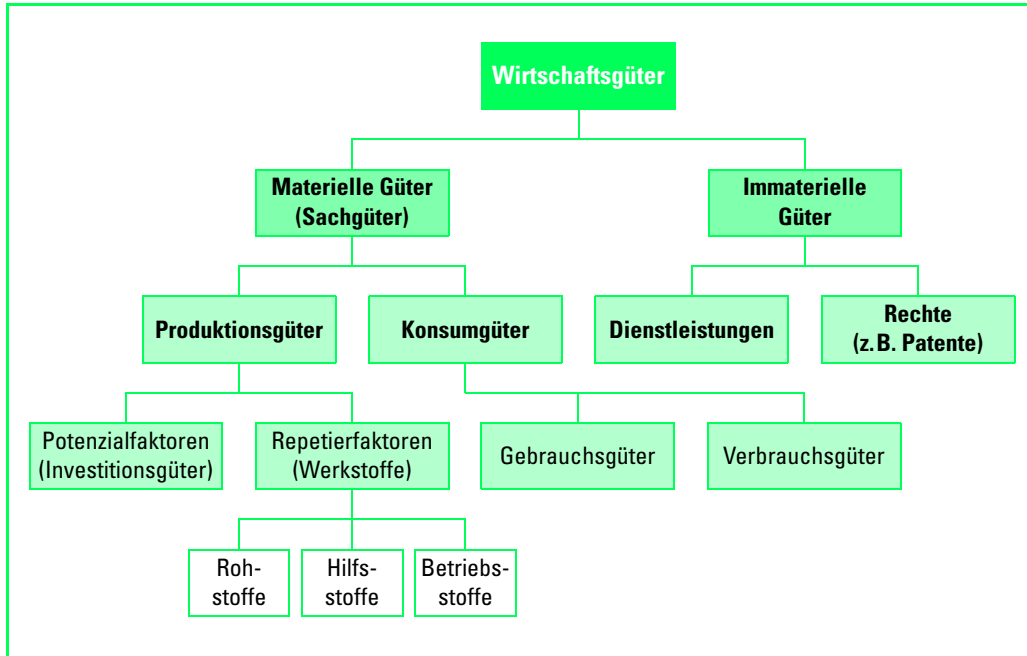 Wirtschaftsgüter
Materielle Güter
(Sachgüter)
Immaterielle
Güter
Produktionsgüter
Konsumgüter
Dienstleistungen
Rechte
(z.B. Patente)
Potenzialfaktoren
(Investitionsgüter)
Repetierfaktoren
(Werkstoffe)
Gebrauchsgüter
Verbrauchsgüter
Roh-
stoffe
Hilfs-
stoffe
Betriebs-
stoffe